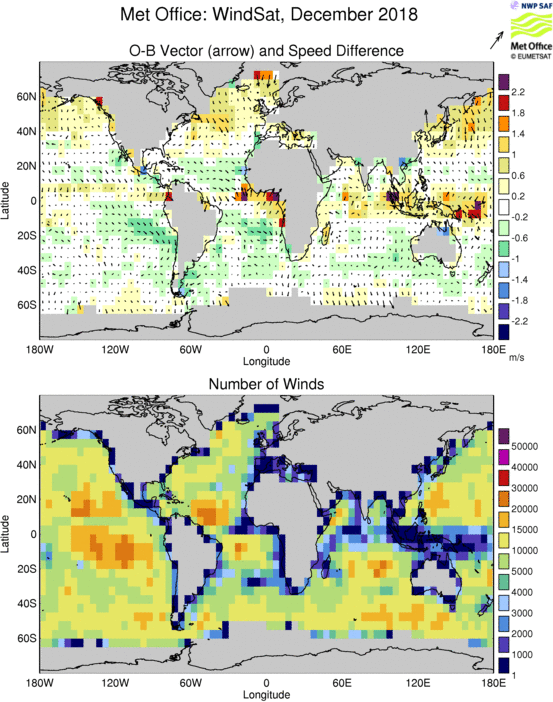 Met Office: WindSat, December 2018
NWP SAF
Met Office
© EUMETSAT
O-B Vector (arrow) and Speed Difference
60N
40N
20N
0
20S
40S
60S
Latitude
180W
120W
60W
0
60E
120E
180E
Longitude
2.2
1.8
1.4
1
0.6
0.2
-0.2
-0.6
-1
-1.4
-1.8
-2.2
m/s
Number of Winds
60N
40N
20N
0
20S
40S
60S
Latitude
180W
120W
60W
0
60E
120E
180E
Longitude
50000
40000
30000
20000
15000
10000
5000
4000
3000
2000
1000
1